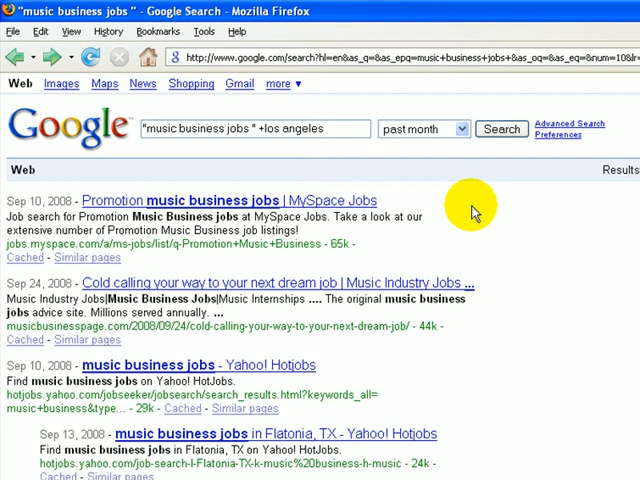 "music business jobs " - Google Search - Mozilla Firefox
File Edit View History Bookmarks Tools Help
http://www.google.com/search?hl=en&as_q=&as_epq=music+business+jobs+&as_oq=&as_eq=&num=10&lr=
Web Images Maps News Shopping Gmail more ▼
Google "music business jobs " +los angeles past month Search Advanced Search
Preferences
Web Results
Sep 10, 2008 - Promotion music business jobs | MySpace Jobs
Job search for Promotion Music Business jobs at MySpace Jobs. Take a look at our
extensive number of Promotion Music Business job listings!
jobs.myspace.com/a/ms-jobs/list/q-Promotion+Music+Business - 65k -
Cached - Similar pages
Sep 24, 2008 - Cold calling your way to your next dream job | Music Industry Jobs ...
Music Industry Jobs|Music Business Jobs|Music Internships .... The original music business
jobs advice site. Millions served annually. ...
musicbusinesspage.com/2008/09/24/cold-calling-your-way-to-your-next-dream-job/ - 44k -
Cached - Similar pages
Sep 10, 2008 - music business jobs - Yahoo! Hotjobs
Find music business jobs on Yahoo! HotJobs.
hotjobs.yahoo.com/jobseeker/jobsearch/search_results.html?keywords_all=
music+business&type... - 29k - Cached - Similar pages
Sep 13, 2008 - music business jobs in Flatonia, TX - Yahoo! Hotjobs
Find music business jobs in Flatonia, TX on Yahoo! HotJobs.
hotjobs.yahoo.com/job-search-l-Flatonia-TX-k-music%20business-h-music - 24k -
Cached - Similar pages